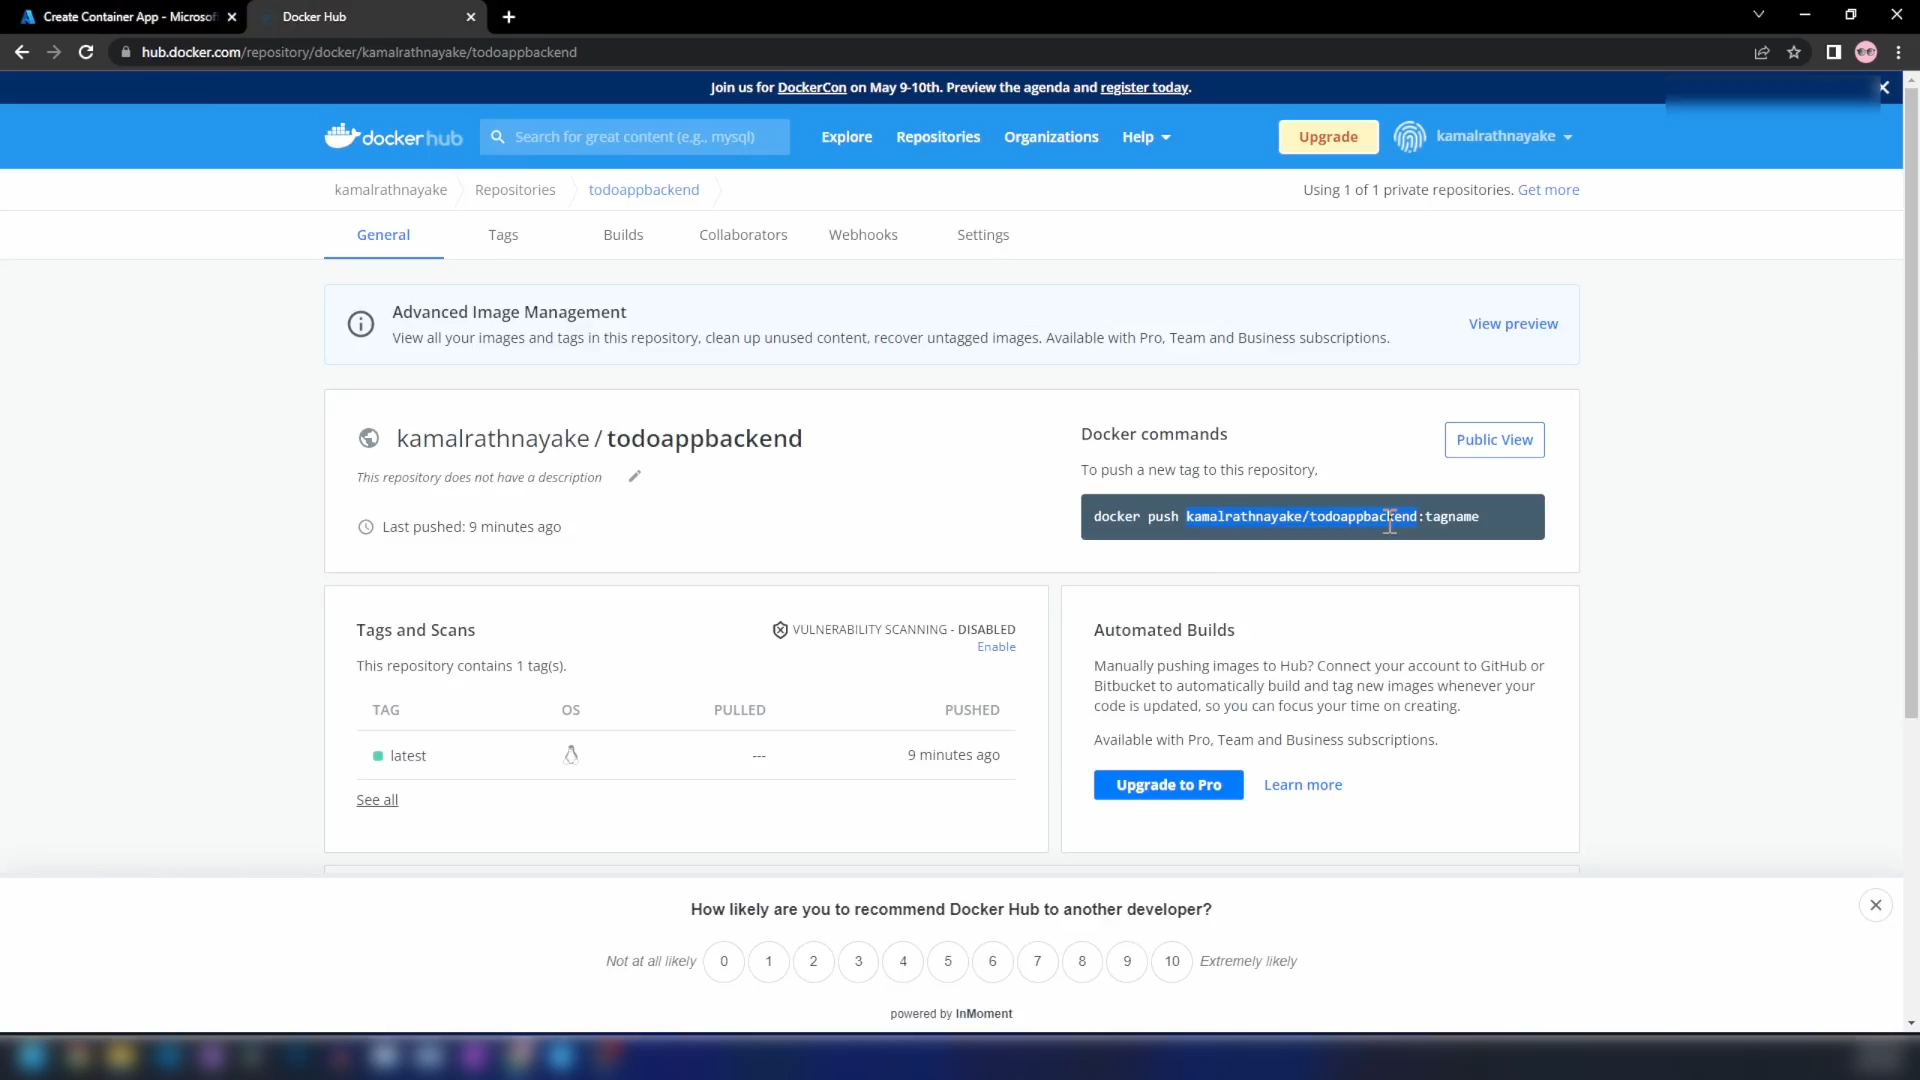 Create Container App - Microsof
Docker Hub
hub.docker.com/repository/docker/kamalrathnayake/todoappbackend
Join us for DockerCon on May 9-10th. Preview the agenda and register today.
dockerhub
Search for great content (e.g., mysql)
Explore
Repositories
Organizations
Help
Upgrade
kamalrathnayake
kamalrathnayake
Repositories
todoappbackend
Using 1 of 1 private repositories. Get more
General
Tags
Builds
Collaborators
Webhooks
Settings
Advanced Image Management
View all your images and tags in this repository, clean up unused content, recover untagged images. Available with Pro, Team and Business subscriptions.
View preview
kamalrathnayake / todoappbackend
This repository does not have a description
Last pushed: 9 minutes ago
Docker commands
Public View
To push a new tag to this repository,
docker push kamalrathnayake/todoappbackend:tagname
Tags and Scans
VULNERABILITY SCANNING - DISABLED
Enable
This repository contains 1 tag(s).
TAG
OS
PULLED
PUSHED
latest
---
9 minutes ago
See all
Automated Builds
Manually pushing images to Hub? Connect your account to GitHub or
Bitbucket to automatically build and tag new images whenever your
code is updated, so you can focus your time on creating.
Available with Pro, Team and Business subscriptions.
Upgrade to Pro
Learn more
How likely are you to recommend Docker Hub to another developer?
Not at all likely
0
1
2
3
4
5
6
7
8
9
10
Extremely likely
powered by InMoment